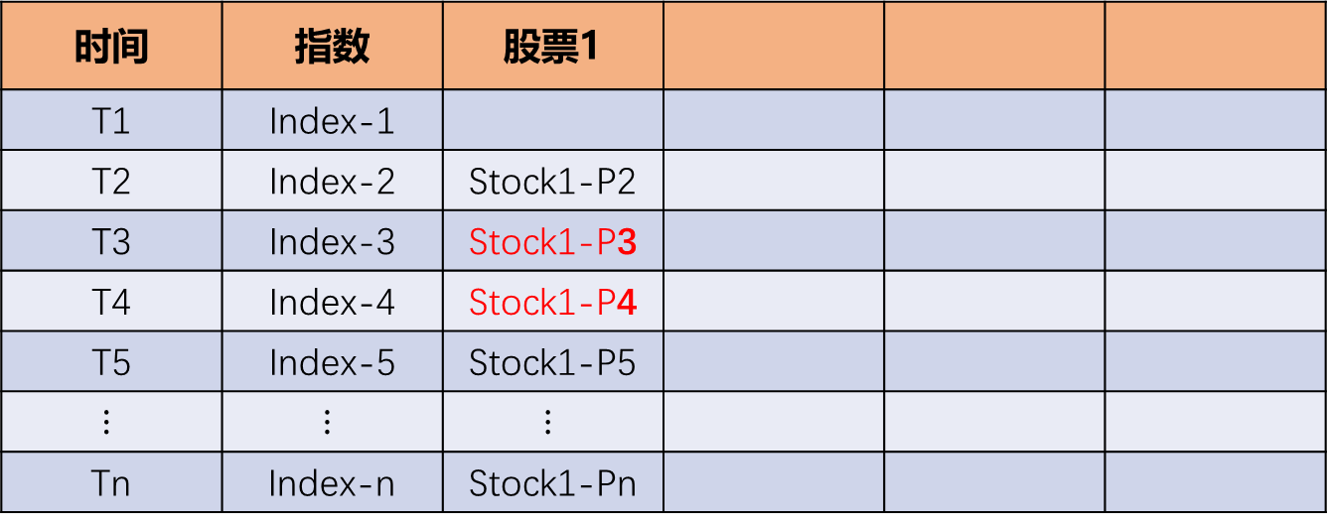 时间 指数 股票1
T1 Index-1
T2 Index-2 Stock1-P2
T3 Index-3 Stock1-P3
T4 Index-4 Stock1-P4
T5 Index-5 Stock1-P5
⋮ ⋮ ⋮
Tn Index-n Stock1-Pn